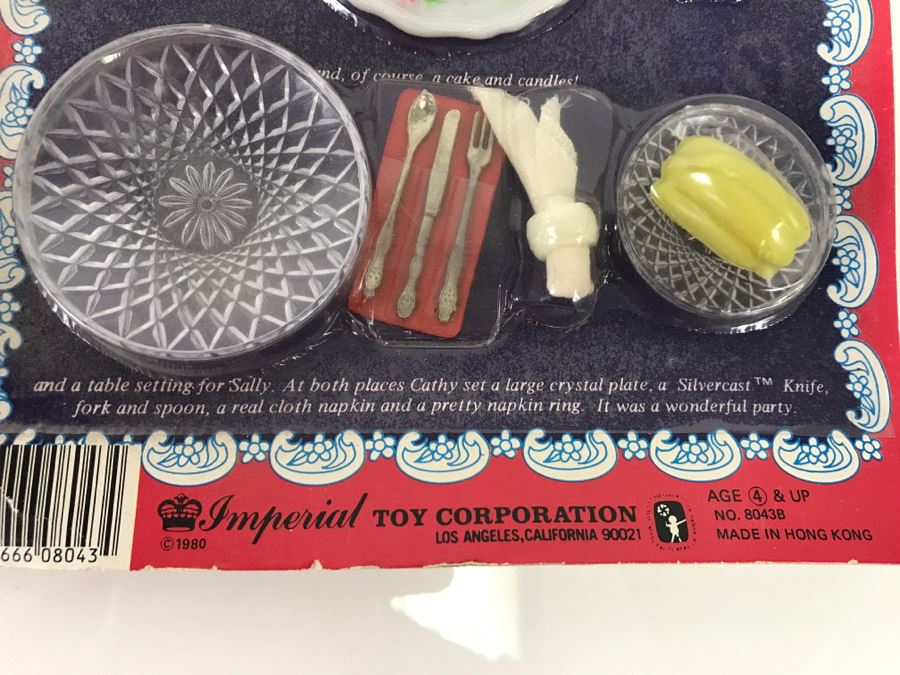 nd, of course, a cake and candles!
and a table setting for Sally. At both places Cathy set a large crystal plate, a Silvercast™ Knife,
fork and spoon, a real cloth napkin and a pretty napkin ring. It was a wonderful party.
Imperial TOY CORPORATION
LOS ANGELES, CALIFORNIA 90021
©1980
AGE 4 & UP
NO. 8043B
MADE IN HONG KONG
666 08043